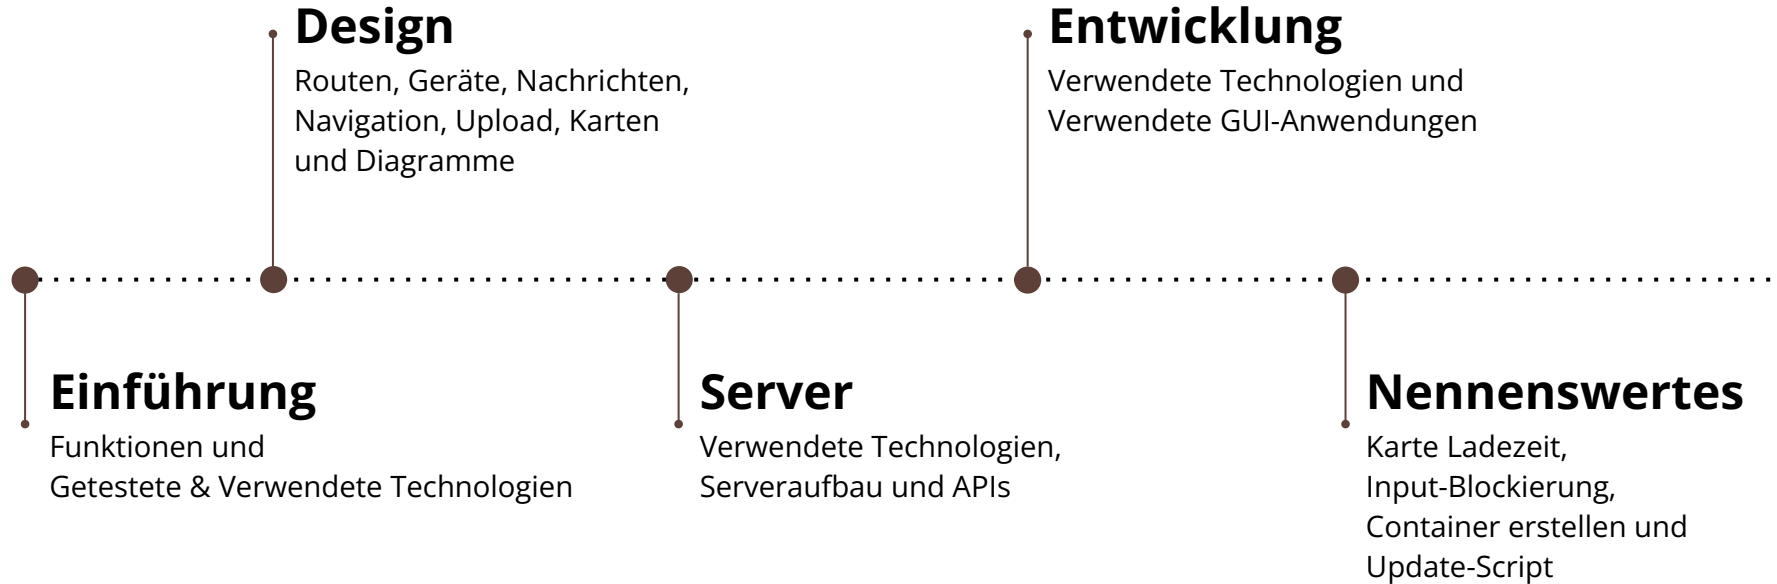 Design
Routen, Geräte, Nachrichten,
Navigation, Upload, Karten
und Diagramme
Entwicklung
Verwendete Technologien und
Verwendete GUI-Anwendungen
Einführung
Funktionen und
Getestete & Verwendete Technologien
Server
Verwendete Technologien,
Serveraufbau und APIs
Nennenswertes
Karte Ladezeit,
Input-Blockierung,
Container erstellen und
Update-Script